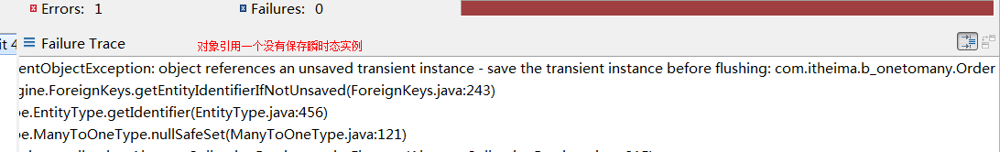 Errors: 1 Failures: 0
it 4
Failure Trace 对象引用一个没有保存瞬时态实例
entObjectException: object references an unsaved transient instance - save the transient instance before flushing: com.itheima.b_onetomany.Order
gine.ForeignKeys.getEntityIdentifierIfNotUnsaved(ForeignKeys.java:243)
pe.EntityType.getIdentifier(EntityType.java:456)
pe.ManyToOneType.nullSafeSet(ManyToOneType.java:121)